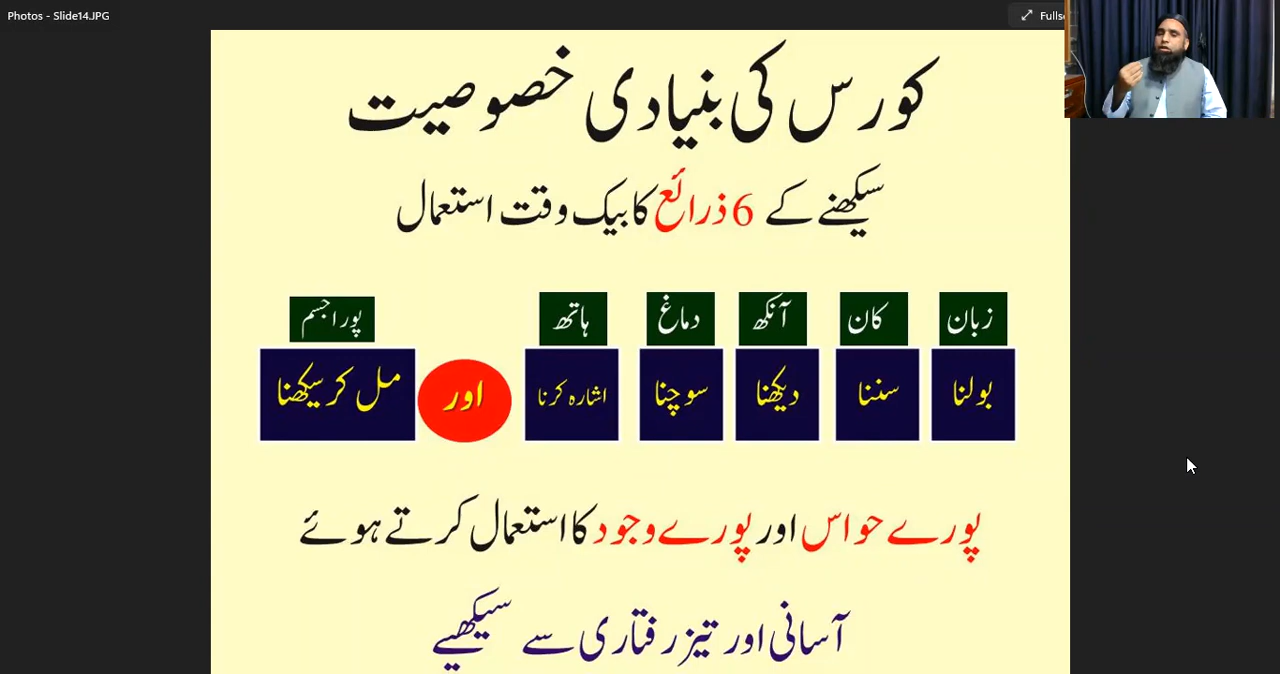 Photos - Slide14.JPG
Fulls
کورس کی بنیادی خصوصیت
سیکھنے کے 6 ذرائع کا بیک وقت استعمال
زبان کان آنکھ دماغ ہاتھ پورا جسم
بولنا سننا دیکھنا سوچنا اشارہ کرنا اور مل کر سیکھنا
پورے حواس اور پورے وجود کا استعمال کرتے ہوئے
آسانی اور تیز رفتاری سے سیکھیے